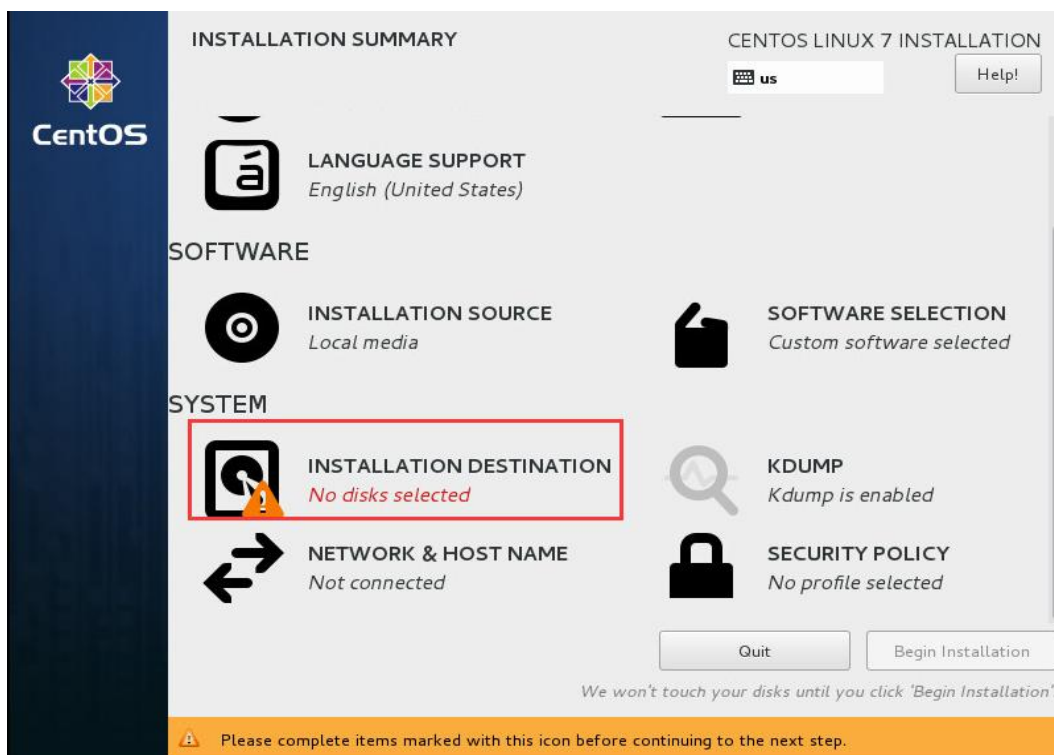 INSTALLATION SUMMARY
CENTOS LINUX 7 INSTALLATION
us
Help!
CentOS
á
LANGUAGE SUPPORT
English (United States)
SOFTWARE
INSTALLATION SOURCE
Local media
SOFTWARE SELECTION
Custom software selected
SYSTEM
INSTALLATION DESTINATION
No disks selected
KDUMP
Kdump is enabled
NETWORK & HOST NAME
Not connected
SECURITY POLICY
No profile selected
Quit
Begin Installation
We won't touch your disks until you click 'Begin Installation'
Please complete items marked with this icon before continuing to the next step.